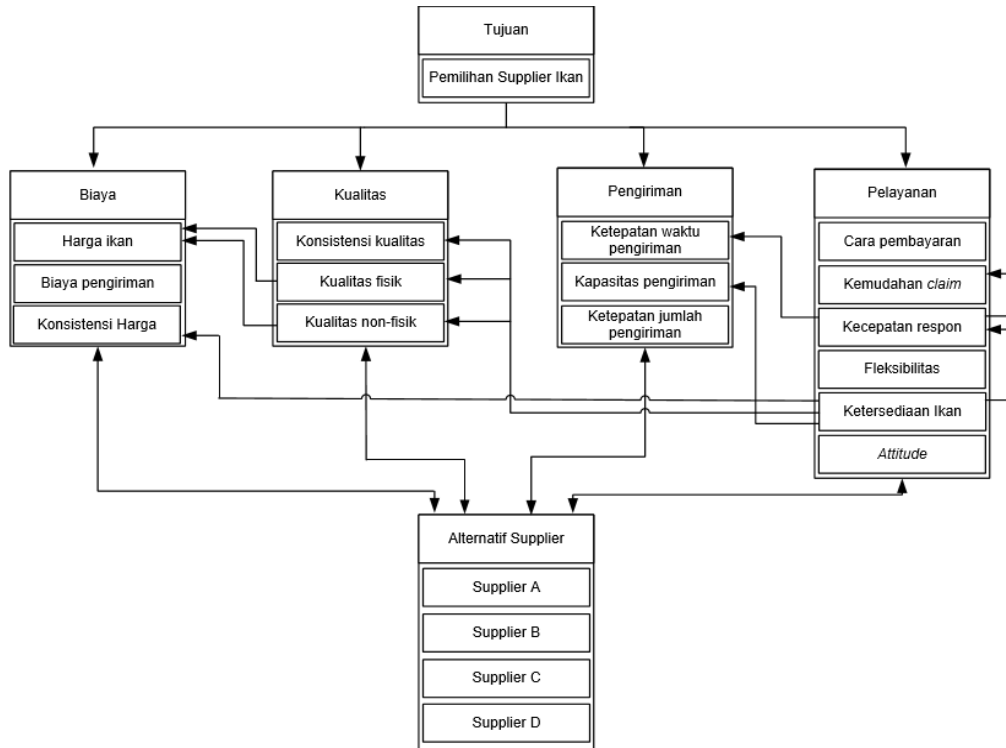 Tujuan
Pemilihan Supplier Ikan
Biaya
Harga ikan
Biaya pengiriman
Konsistensi Harga
Kualitas
Konsistensi kualitas
Kualitas fisik
Kualitas non-fisik
Pengiriman
Ketepatan waktu
pengiriman
Kapasitas pengiriman
Ketepatan jumlah
pengiriman
Pelayanan
Cara pembayaran
Kemudahan claim
Kecepatan respon
Fleksibilitas
Ketersediaan Ikan
Attitude
Alternatif Supplier
Supplier A
Supplier B
Supplier C
Supplier D